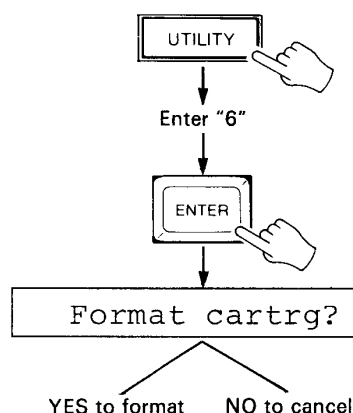 UTILITY
Enter "6"
ENTER
Format cartrg?
YES to format NO to cancel